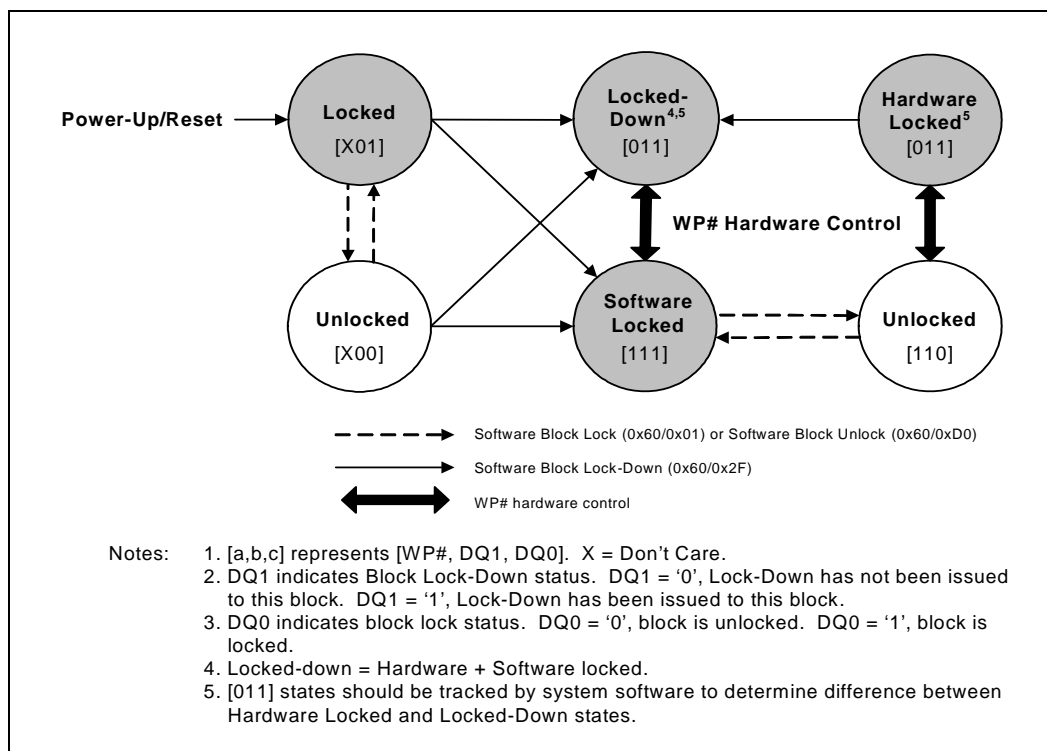 Power-Up/Reset
Locked
[X01]
Locked-
Down4,5
[011]
Hardware
Locked5
[011]
WP# Hardware Control
Unlocked
[X00]
Software
Locked
[111]
Unlocked
[110]
Software Block Lock (0x60/0x01) or Software Block Unlock (0x60/0xD0)
Software Block Lock-Down (0x60/0x2F)
WP# hardware control
Notes: 1. [a,b,c] represents [WP#, DQ1, DQ0]. X = Don't Care.
2. DQ1 indicates Block Lock-Down status. DQ1 = ‘0’, Lock-Down has not been issued
to this block. DQ1 = ‘1’, Lock-Down has been issued to this block.
3. DQ0 indicates block lock status. DQ0 = ‘0’, block is unlocked. DQ0 = ‘1’, block is
locked.
4. Locked-down = Hardware + Software locked.
5. [011] states should be tracked by system software to determine difference between
Hardware Locked and Locked-Down states.